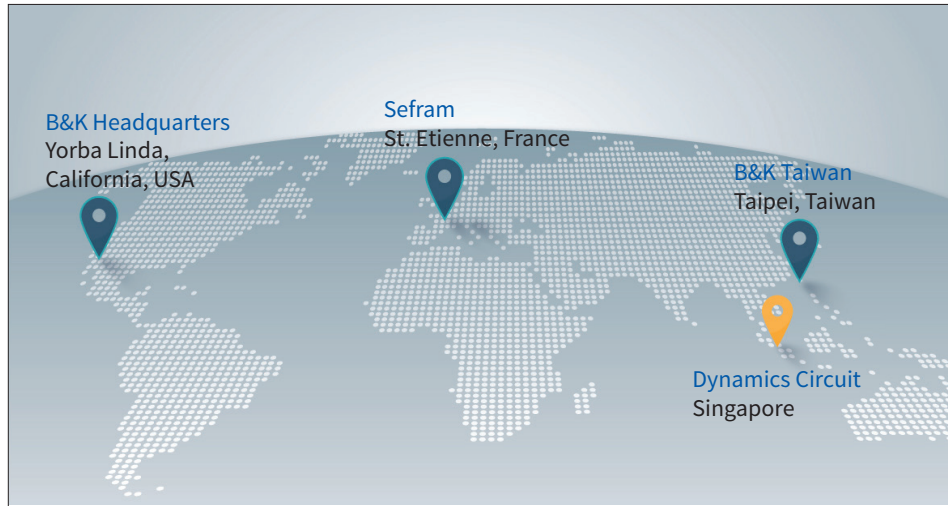 B&K Headquarters
Yorba Linda,
California, USA
Sefram
St. Etienne, France
B&K Taiwan
Taipei, Taiwan
Dynamics Circuit
Singapore